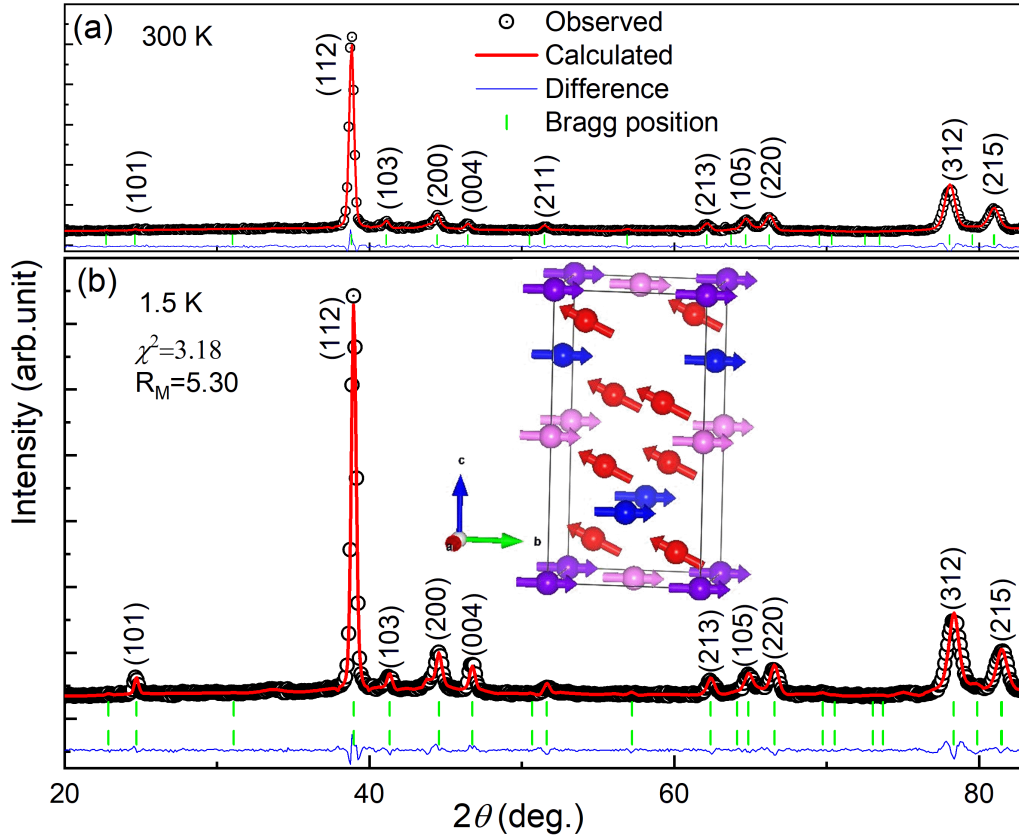 (a)
300 K
Observed
Calculated
Difference
Bragg position
(101)
(112)
(103)
(200)
(004)
(211)
(213)
(105)
(220)
(312)
(215)
(b)
1.5 K
χ²=3.18
R_M=5.30
(101)
(112)
(103)
(200)
(004)
(213)
(105)
(220)
(312)
(215)
c
a
b
Intensity (arb.unit)
20 40 60 80
2θ (deg.)